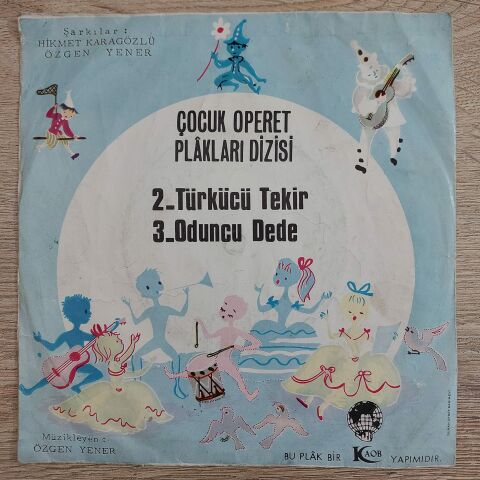 Şarkılar :
HİKMET KARAGÖZLÜ
ÖZGEN YENER
ÇOCUK OPERET
PLÂKLARI DİZİSİ
2_Türkücü Tekir
3_Oduncu Dede
Müzikleyen :
ÖZGEN YENER
BU PLÂK BİR KAOB YAPIMIDIR.